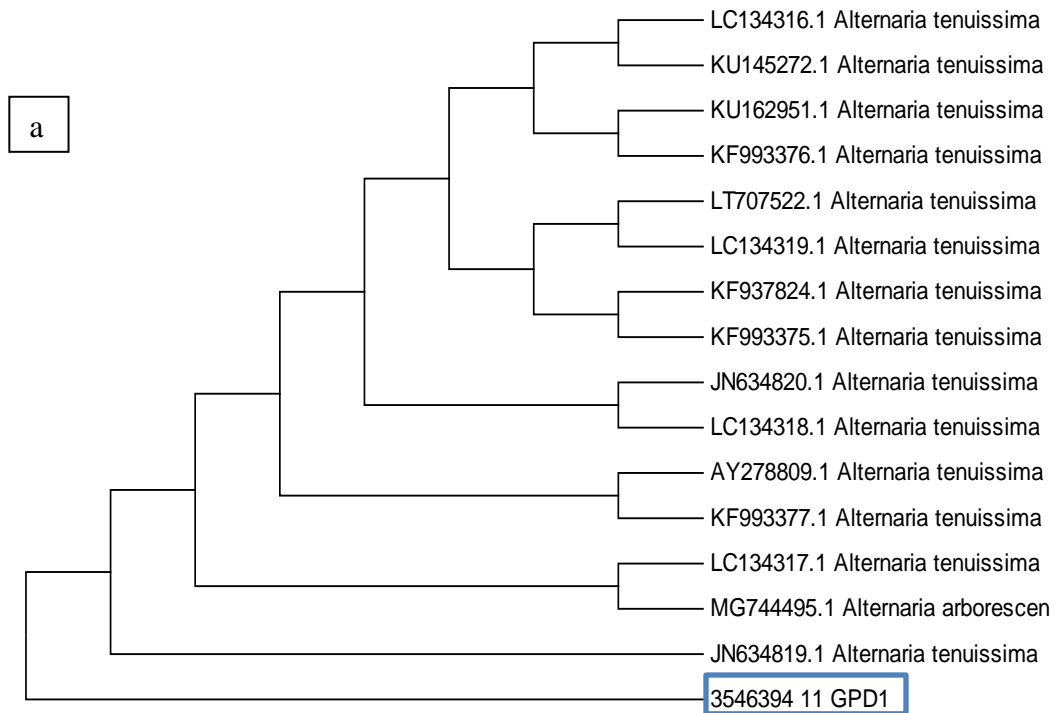 LC134316.1 Alternaria tenuissima
KU145272.1 Alternaria tenuissima
KU162951.1 Alternaria tenuissima
a
KF993376.1 Alternaria tenuissima
LT707522.1 Alternaria tenuissima
LC134319.1 Alternaria tenuissima
KF937824.1 Alternaria tenuissima
KF993375.1 Alternaria tenuissima
JN634820.1 Alternaria tenuissima
LC134318.1 Alternaria tenuissima
AY278809.1 Alternaria tenuissima
KF993377.1 Alternaria tenuissima
LC134317.1 Alternaria tenuissima
MG744495.1 Alternaria arborescen
JN634819.1 Alternaria tenuissima
3546394 11 GPD1